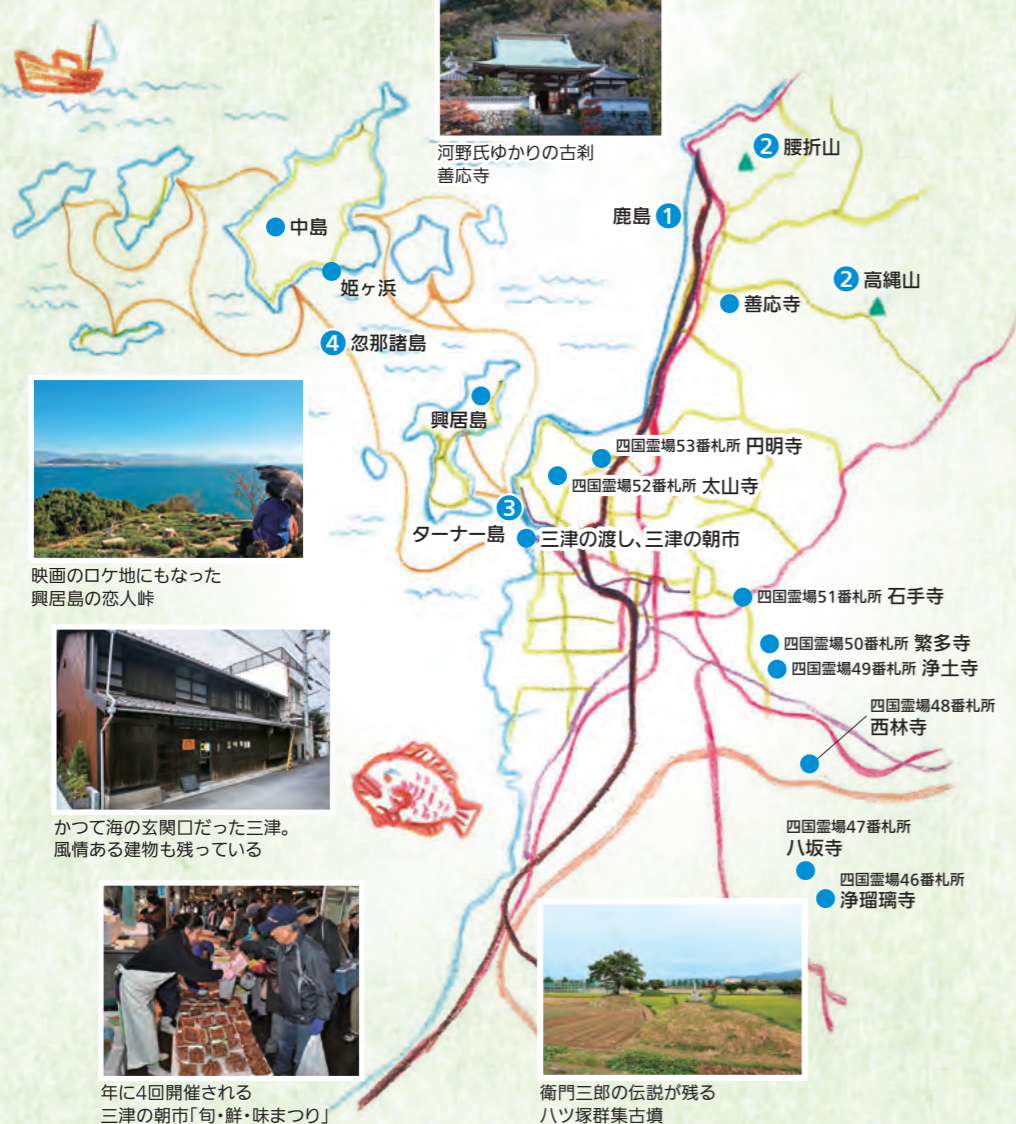 河野氏ゆかりの古刹
善応寺
2 腰折山
鹿島 1
中島
姫ヶ浜
2 高縄山
善応寺
4 忽那諸島
興居島
四国霊場53番札所 円明寺
四国霊場52番札所 太山寺
3
ターナー島
三津の渡し、三津の朝市
映画のロケ地にもなった
興居島の恋人峠
四国霊場51番札所 石手寺
四国霊場50番札所 繁多寺
四国霊場49番札所 浄土寺
四国霊場48番札所
西林寺
かつて海の玄関口だった三津。
風情ある建物も残っている
四国霊場47番札所
八坂寺
四国霊場46番札所
浄瑠璃寺
年に4回開催される
三津の朝市「旬・鮮・味まつり」
衛門三郎の伝説が残る
八ツ塚群集古墳